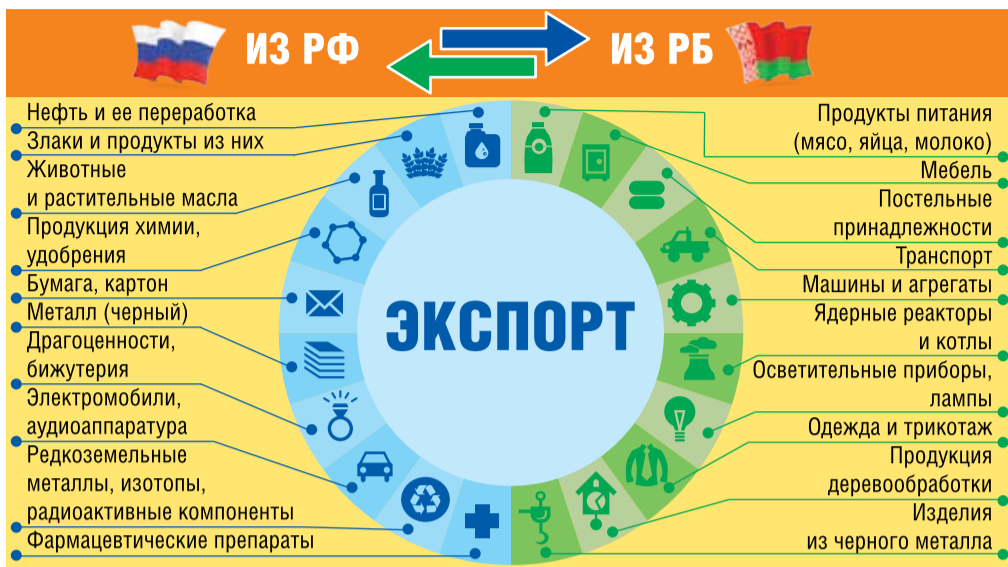 ИЗ РФ
ИЗ РБ
Нефть и ее переработка
Злаки и продукты из них
Животные
и растительные масла
Продукция химии,
удобрения
Бумага, картон
Металл (черный)
Драгоценности,
бижутерия
Электромобили,
аудиоаппаратура
Редкоземельные
металлы, изотопы,
радиоактивные компоненты
Фармацевтические препараты
ЭКСПОРТ
Продукты питания
(мясо, яйца, молоко)
Мебель
Постельные
принадлежности
Транспорт
Машины и агрегаты
Ядерные реакторы
и котлы
Осветительные приборы,
лампы
Одежда и трикотаж
Продукция
деревообработки
Изделия
из черного металла